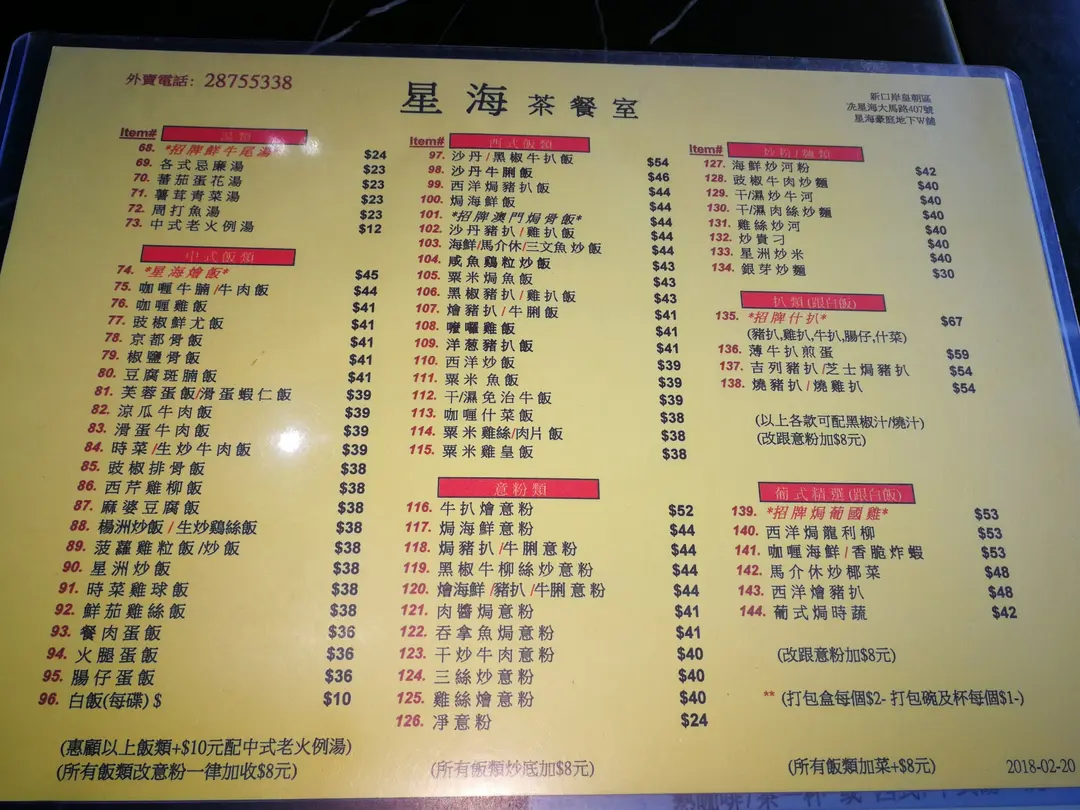 外賣電話: 28755338
星海茶餐室
新口岸皇朝區
冼星海大馬路407號
星海豪庭地下W舖
Item# 湯類
68. *招牌鮮牛尾湯* $24
69. 各式忌廉湯 $23
70. 蕃茄蛋花湯 $23
71. 薯茸青菜湯 $23
72. 周打魚湯 $23
73. 中式老火例湯 $12
中式飯類
74. *星海燴飯* $45
75. 咖喱牛腩/牛肉飯 $44
76. 咖喱雞飯 $41
77. 豉椒鮮尤飯 $41
78. 京都骨飯 $41
79. 椒鹽骨飯 $41
80. 豆腐斑腩飯 $41
81. 芙蓉蛋飯/滑蛋蝦仁飯 $39
82. 涼瓜牛肉飯 $39
83. 滑蛋牛肉飯 $39
84. 時菜/生炒牛肉飯 $39
85. 豉椒排骨飯 $38
86. 西芹雞柳飯 $38
87. 麻婆豆腐飯 $38
88. 楊洲炒飯/生炒鷄絲飯 $38
89. 菠蘿雞粒飯/炒飯 $38
90. 星洲炒飯 $38
91. 時菜雞球飯 $38
92. 鮮茄雞絲飯 $38
93. 餐肉蛋飯 $36
94. 火腿蛋飯 $36
95. 腸仔蛋飯 $36
96. 白飯(每碟) $ $10
(惠顧以上飯類+$10元配中式老火例湯)
(所有飯類改意粉一律加收$8元)
Item# 西式飯類
97. 沙丹/黑椒牛扒飯 $54
98. 沙丹牛脷飯 $46
99. 西洋焗豬扒飯 $44
100. 焗海鮮飯 $44
101. *招牌澳門焗骨飯* $44
102. 沙丹豬扒/雞扒飯 $44
103. 海鮮/馬介休/三文魚炒飯 $44
104. 咸魚鷄粒炒飯 $43
105. 粟米焗魚飯 $43
106. 黑椒豬扒/雞扒飯 $43
107. 燴豬扒/牛脷飯 $41
108. 嚤囉雞飯 $41
109. 洋葱豬扒飯 $41
110. 西洋炒飯 $39
111. 粟米魚飯 $39
112. 干/濕免治牛飯 $39
113. 咖喱什菜飯 $38
114. 粟米雞絲/肉片飯 $38
115. 粟米雞皇飯 $38
意粉類
116. 牛扒燴意粉 $52
117. 焗海鮮意粉 $44
118. 焗豬扒/牛脷意粉 $44
119. 黑椒牛柳絲炒意粉 $44
120. 燴海鮮/豬扒/牛脷意粉 $44
121. 肉醬焗意粉 $41
122. 吞拿魚焗意粉 $41
123. 干炒牛肉意粉 $40
124. 三絲炒意粉 $40
125. 雞絲燴意粉 $40
126. 凈意粉 $24
(所有飯類炒底加$8元)
Item# 炒粉/麵類
127. 海鮮炒河粉 $42
128. 豉椒牛肉炒麵 $40
129. 干/濕炒牛河 $40
130. 干/濕肉絲炒麵 $40
131. 雞絲炒河 $40
132. 炒貴刁 $40
133. 星洲炒米 $40
134. 銀芽炒麵 $30
扒類(跟白飯)
135. *招牌什扒* $67
(豬扒,雞扒,牛扒,腸仔,什菜)
136. 薄牛扒煎蛋 $59
137. 吉列豬扒/芝士焗豬扒 $54
138. 燒豬扒/燒雞扒 $54
(以上各款可配黑椒汁/燒汁)
(改跟意粉加$8元)
葡式精選(跟白飯)
139. *招牌焗葡國雞* $53
140. 西洋焗龍利柳 $53
141. 咖喱海鮮/香脆炸蝦 $53
142. 馬介休炒椰菜 $48
143. 西洋燴豬扒 $48
144. 葡式焗時蔬 $42
(改跟意粉加$8元)
** (打包盒每個$2- 打包碗及杯每個$1-)
(所有飯類加菜+$8元)
2018-02-20